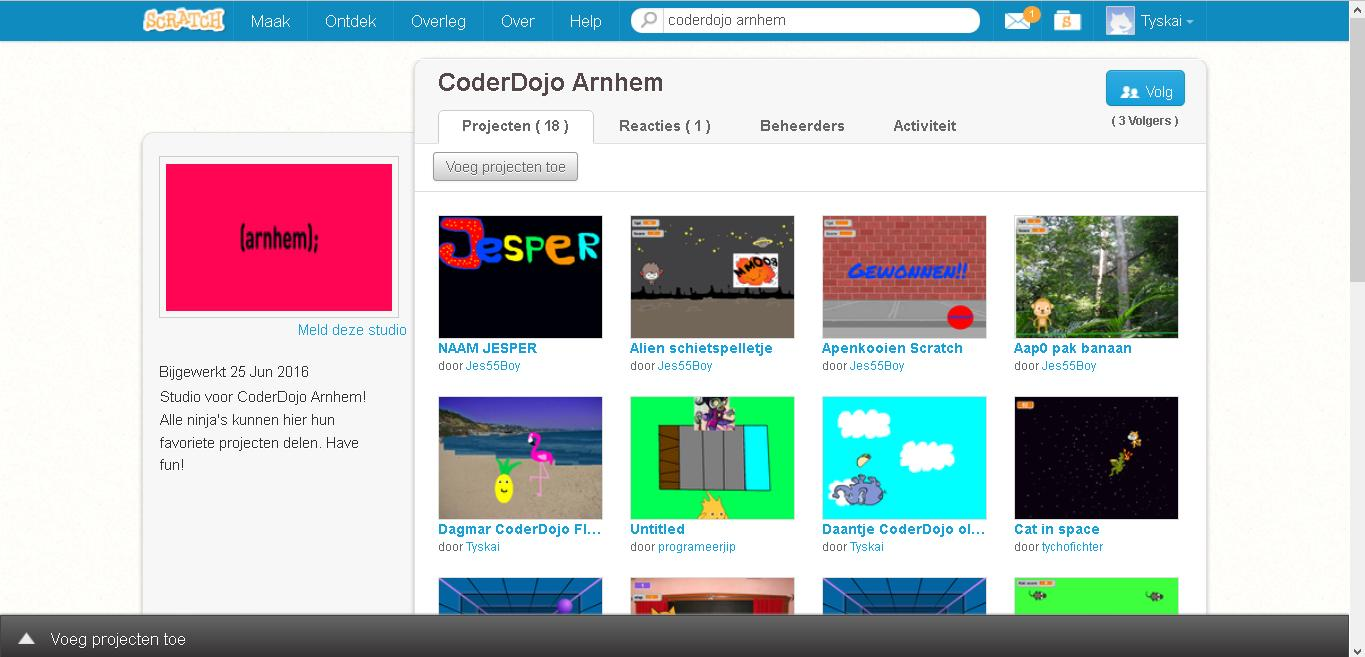 SCRATCH Maak Ontdek Overleg Over Help coderdojo arnhem 1 S Tyskai
CoderDojo Arnhem
Volg
( 3 Volgers )
Projecten ( 18 ) Reacties ( 1 ) Beheerders Activiteit
Voeg projecten toe
(arnhem);
Meld deze studio
Bijgewerkt 25 Jun 2016
Studio voor CoderDojo Arnhem!
Alle ninja's kunnen hier hun
favoriete projecten delen. Have
fun!
JESPER
NAAM JESPER
door Jes55Boy
BOOM
Alien schietspelletje
door Jes55Boy
GEWONNEN!!
Apenkooien Scratch
door Jes55Boy
Aap0 pak banaan
door Jes55Boy
Dagmar CoderDojo Fl...
door Tyskai
Untitled
door programeerjip
Daantje CoderDojo ol...
door Tyskai
Cat in space
door tychofichter
Voeg projecten toe